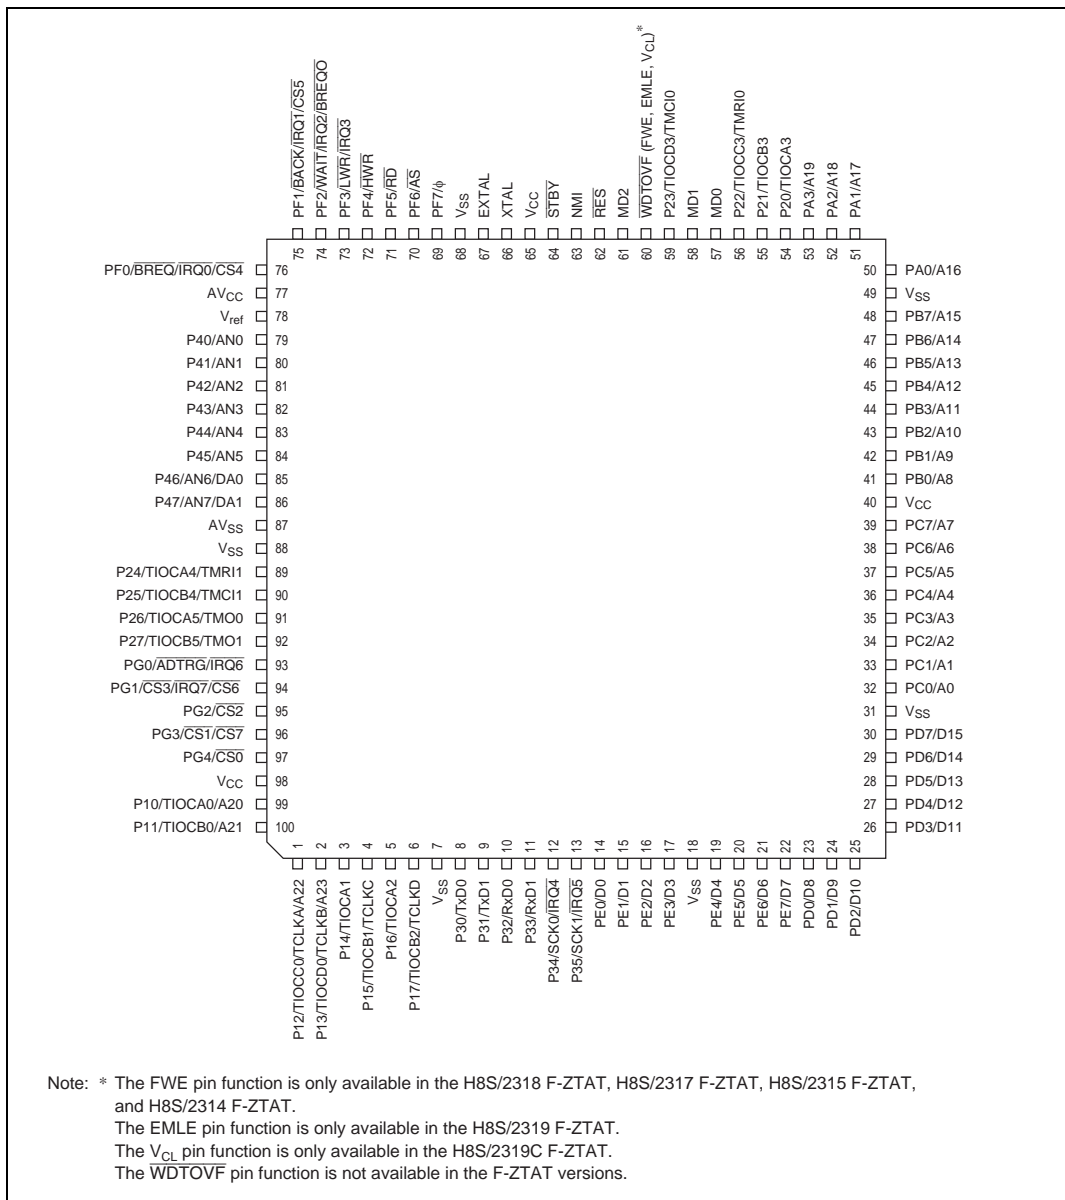 PF1/BACK/IRQ1/CS5
PF2/WAIT/IRQ2/BREQO
PF3/LWR/IRQ3
PF4/HWR
PF5/RD
PF6/AS
PF7/ϕ
VSS
EXTAL
XTAL
VCC
STBY
NMI
RES
MD2
WDTOVF (FWE, EMLE, VCL)*
P23/TIOCD3/TMCI0
MD1
MD0
P22/TIOCC3/TMRI0
P21/TIOCB3
P20/TIOCA3
PA3/A19
PA2/A18
PA1/A17
75 74 73 72 71 70 69 68 67 66 65 64 63 62 61 60 59 58 57 56 55 54 53 52 51
PF0/BREQ/IRQ0/CS4 76
AVCC 77
Vref 78
P40/AN0 79
P41/AN1 80
P42/AN2 81
P43/AN3 82
P44/AN4 83
P45/AN5 84
P46/AN6/DA0 85
P47/AN7/DA1 86
AVSS 87
VSS 88
P24/TIOCA4/TMRI1 89
P25/TIOCB4/TMCI1 90
P26/TIOCA5/TMO0 91
P27/TIOCB5/TMO1 92
PG0/ADTRG/IRQ6 93
PG1/CS3/IRQ7/CS6 94
PG2/CS2 95
PG3/CS1/CS7 96
PG4/CS0 97
VCC 98
P10/TIOCA0/A20 99
P11/TIOCB0/A21 100
50 PA0/A16
49 VSS
48 PB7/A15
47 PB6/A14
46 PB5/A13
45 PB4/A12
44 PB3/A11
43 PB2/A10
42 PB1/A9
41 PB0/A8
40 VCC
39 PC7/A7
38 PC6/A6
37 PC5/A5
36 PC4/A4
35 PC3/A3
34 PC2/A2
33 PC1/A1
32 PC0/A0
31 VSS
30 PD7/D15
29 PD6/D14
28 PD5/D13
27 PD4/D12
26 PD3/D11
1 2 3 4 5 6 7 8 9 10 11 12 13 14 15 16 17 18 19 20 21 22 23 24 25
P12/TIOCC0/TCLKA/A22
P13/TIOCD0/TCLKB/A23
P14/TIOCA1
P15/TIOCB1/TCLKC
P16/TIOCA2
P17/TIOCB2/TCLKD
VSS
P30/TxD0
P31/TxD1
P32/RxD0
P33/RxD1
P34/SCK0/IRQ4
P35/SCK1/IRQ5
PE0/D0
PE1/D1
PE2/D2
PE3/D3
VSS
PE4/D4
PE5/D5
PE6/D6
PE7/D7
PD0/D8
PD1/D9
PD2/D10
Note: * The FWE pin function is only available in the H8S/2318 F-ZTAT, H8S/2317 F-ZTAT, H8S/2315 F-ZTAT,
and H8S/2314 F-ZTAT.
The EMLE pin function is only available in the H8S/2319 F-ZTAT.
The VCL pin function is only available in the H8S/2319C F-ZTAT.
The WDTOVF pin function is not available in the F-ZTAT versions.